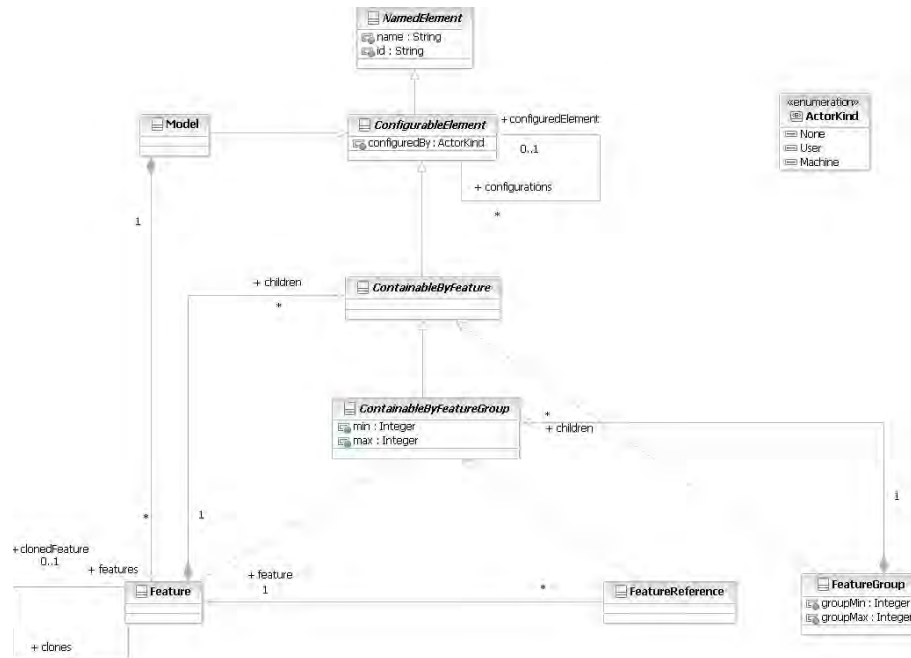 NamedElement
name : String
id : String
Model
ConfigurableElement
configuredBy : ActorKind
+ configuredElement
0..1
+ configurations
*
«enumeration»
ActorKind
None
User
Machine
1
+ children
*
ContainableByFeature
ContainableByFeatureGroup
min : Integer
max : Integer
*
+ children
1
*
1
+ clonedFeature
0..1
+ features
+ feature
1
*
Feature
FeatureReference
FeatureGroup
groupMin : Integer
groupMax : Integer
+ clones